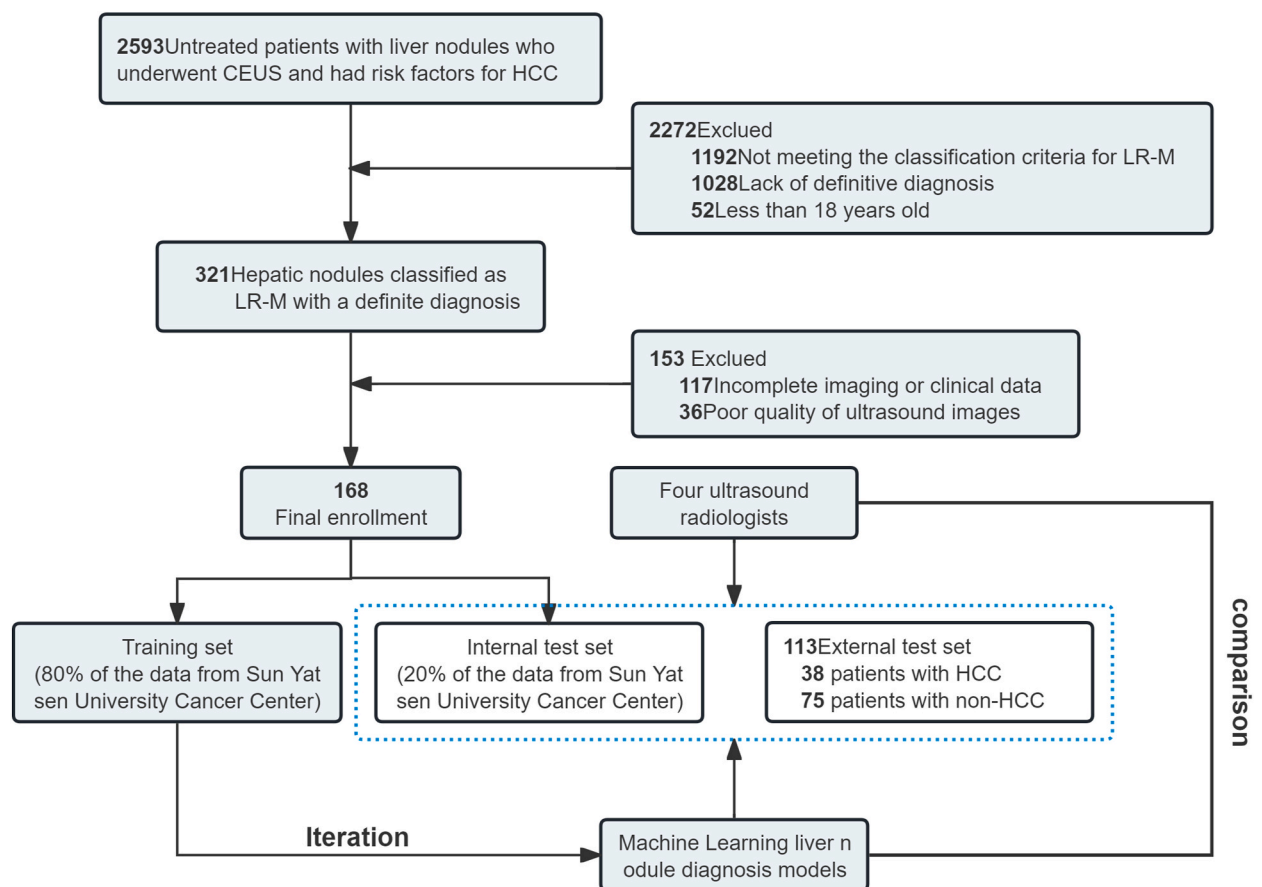 2593Untreated patients with liver nodules who
underwent CEUS and had risk factors for HCC
2272Exclued
1192Not meeting the classification criteria for LR-M
1028Lack of definitive diagnosis
52Less than 18 years old
321Hepatic nodules classified as
LR-M with a definite diagnosis
153 Exclued
117Incomplete imaging or clinical data
36Poor quality of ultrasound images
168
Final enrollment
Four ultrasound
radiologists
Training set
(80% of the data from Sun Yat
sen University Cancer Center)
Internal test set
(20% of the data from Sun Yat
sen University Cancer Center)
113External test set
38 patients with HCC
75 patients with non-HCC
comparison
Iteration
Machine Learning liver n
odule diagnosis models